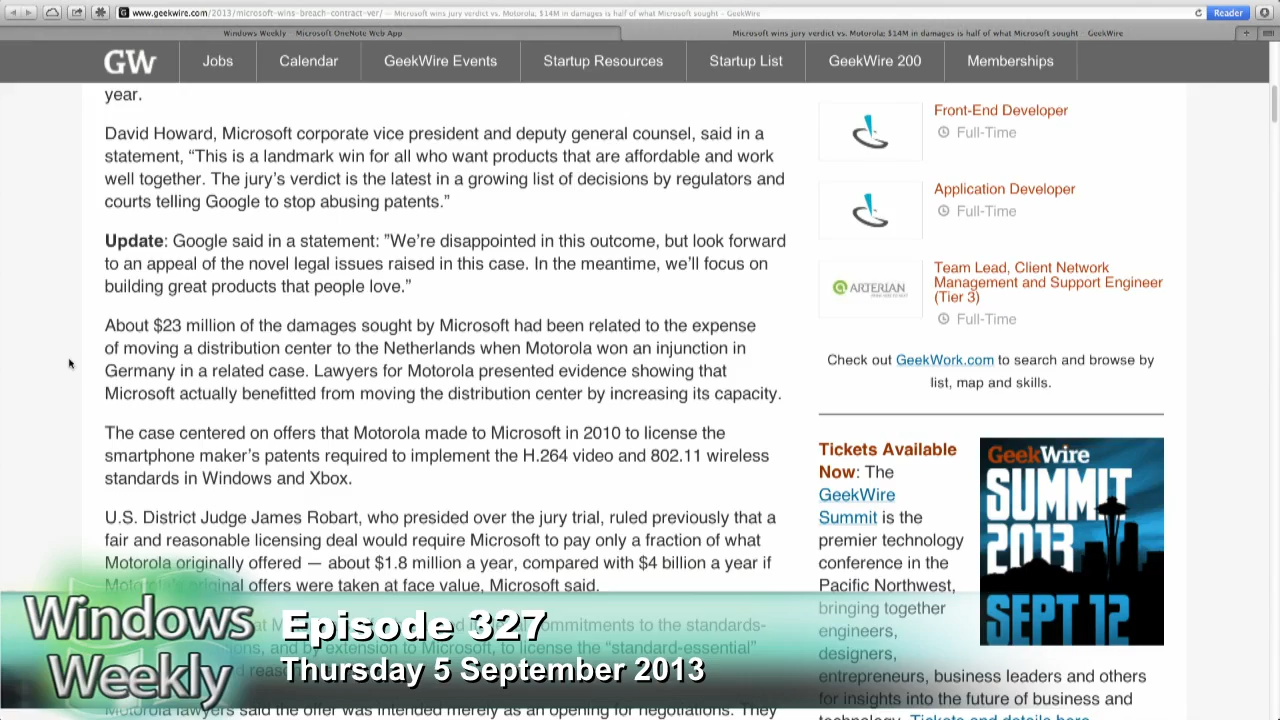 www.geekwire.com/2013/microsoft-wins-breach-contract-ver/ — Microsoft wins jury verdict vs. Motorola; $14M in damages is half of what Microsoft sought – GeekWire
Reader
Windows Weekly Microsoft OneNote Web App
Microsoft wins jury verdict vs. Motorola; $14M in damages is half of what Microsoft sought GeekWire
GW
Jobs
Calendar
GeekWire Events
Startup Resources
Startup List
GeekWire 200
Memberships
year.
David Howard, Microsoft corporate vice president and deputy general counsel, said in a
statement, “This is a landmark win for all who want products that are affordable and work
well together. The jury’s verdict is the latest in a growing list of decisions by regulators and
courts telling Google to stop abusing patents.”
Update: Google said in a statement: ”We’re disappointed in this outcome, but look forward
to an appeal of the novel legal issues raised in this case. In the meantime, we’ll focus on
building great products that people love.”
About $23 million of the damages sought by Microsoft had been related to the expense
of moving a distribution center to the Netherlands when Motorola won an injunction in
Germany in a related case. Lawyers for Motorola presented evidence showing that
Microsoft actually benefitted from moving the distribution center by increasing its capacity.
The case centered on offers that Motorola made to Microsoft in 2010 to license the
smartphone maker’s patents required to implement the H.264 video and 802.11 wireless
standards in Windows and Xbox.
U.S. District Judge James Robart, who presided over the jury trial, ruled previously that a
fair and reasonable licensing deal would require Microsoft to pay only a fraction of what
Motorola originally offered — about $1.8 million a year, compared with $4 billion a year if
Motorola’s original offers were taken at face value, Microsoft said.
commitments to the standards-
and by extension to Microsoft, to license the “standard-essential”
Motorola lawyers said the offer was intended merely as an opening for negotiations. They
Front-End Developer
Full-Time
Application Developer
Full-Time
ARTERIAN
Team Lead, Client Network
Management and Support Engineer
(Tier 3)
Full-Time
Check out GeekWork.com to search and browse by
list, map and skills.
Tickets Available
Now: The
GeekWire
Summit is the
premier technology
conference in the
Pacific Northwest,
bringing together
engineers,
designers,
entrepreneurs, business leaders and others
for insights into the future of business and
technology. Tickets and details here
GeekWire
SUMMIT
2013
SEPT 12
Windows
Weekly
Episode 327
Thursday 5 September 2013